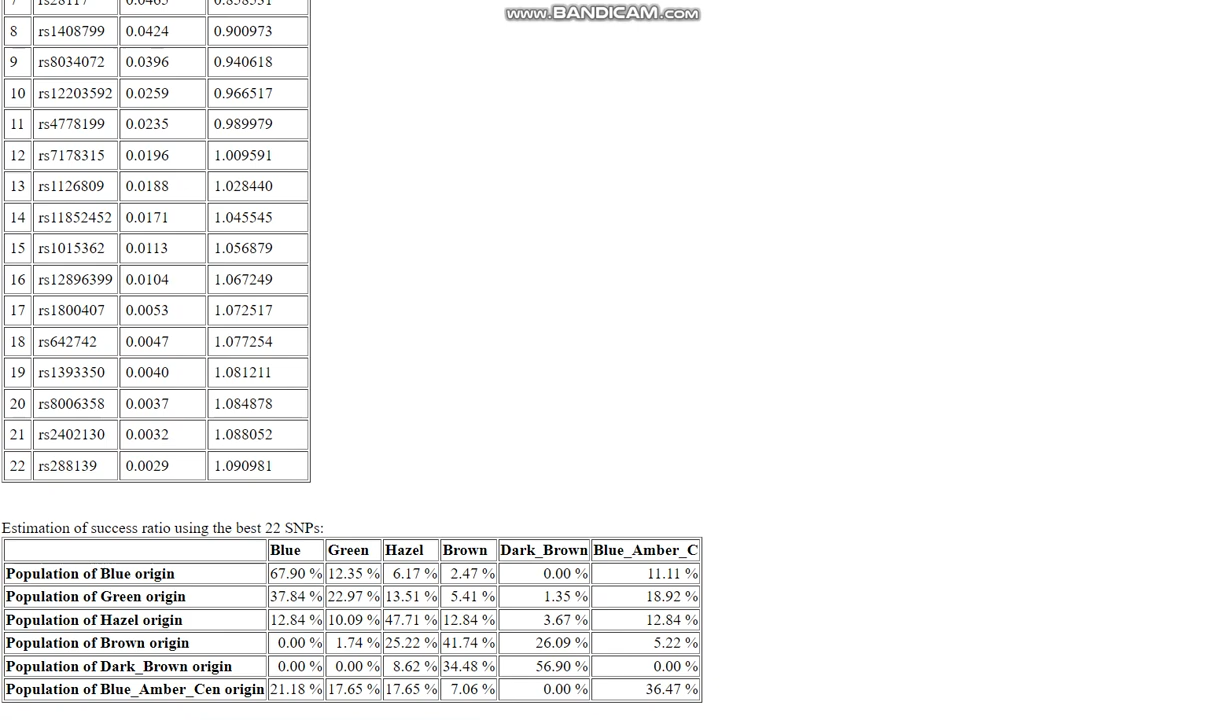 www.BANDICAM.com
7 rs28117 0.0465 0.858531
8 rs1408799 0.0424 0.900973
9 rs8034072 0.0396 0.940618
10 rs12203592 0.0259 0.966517
11 rs4778199 0.0235 0.989979
12 rs7178315 0.0196 1.009591
13 rs1126809 0.0188 1.028440
14 rs11852452 0.0171 1.045545
15 rs1015362 0.0113 1.056879
16 rs12896399 0.0104 1.067249
17 rs1800407 0.0053 1.072517
18 rs642742 0.0047 1.077254
19 rs1393350 0.0040 1.081211
20 rs8006358 0.0037 1.084878
21 rs2402130 0.0032 1.088052
22 rs288139 0.0029 1.090981
Estimation of success ratio using the best 22 SNPs:
Blue Green Hazel Brown Dark_Brown Blue_Amber_C
Population of Blue origin 67.90 % 12.35 % 6.17 % 2.47 % 0.00 % 11.11 %
Population of Green origin 37.84 % 22.97 % 13.51 % 5.41 % 1.35 % 18.92 %
Population of Hazel origin 12.84 % 10.09 % 47.71 % 12.84 % 3.67 % 12.84 %
Population of Brown origin 0.00 % 1.74 % 25.22 % 41.74 % 26.09 % 5.22 %
Population of Dark_Brown origin 0.00 % 0.00 % 8.62 % 34.48 % 56.90 % 0.00 %
Population of Blue_Amber_Cen origin 21.18 % 17.65 % 17.65 % 7.06 % 0.00 % 36.47 %